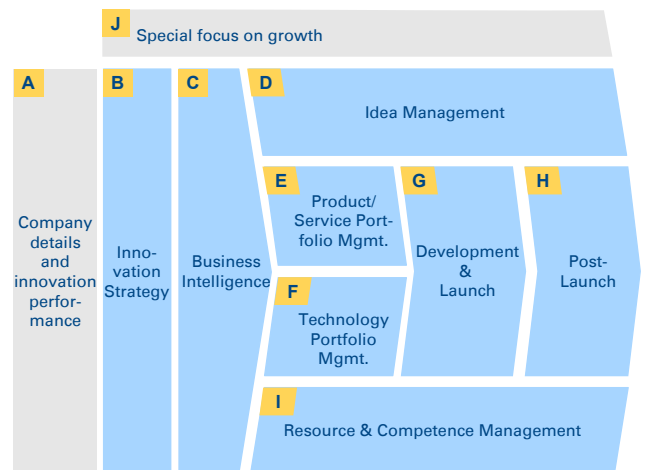 J
Special focus on growth
A
Company
details
and
innovation
perfor-
mance
B
Inno-
vation
Strategy
C
Business
Intelligence
D
Idea Management
E
Product/
Service Port-
folio Mgmt.
F
Technology
Portfolio
Mgmt.
G
Development
&
Launch
H
Post-
Launch
I
Resource & Competence Management